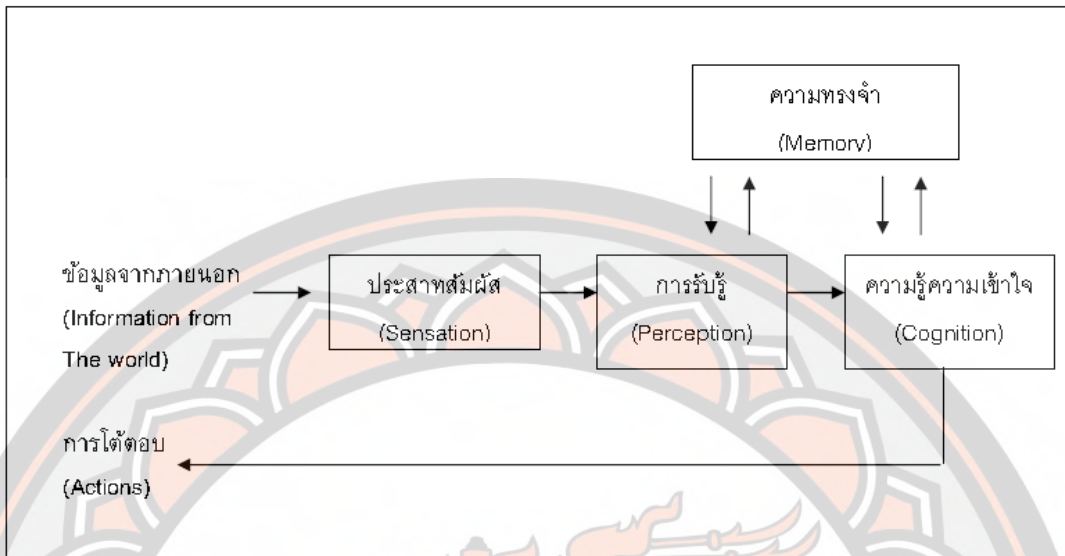 ความทรงจำ
(Memory)
ข้อมูลจากภายนอก
(Information from
The world)
ประสาทสัมผัส
(Sensation)
การรับรู้
(Perception)
ความรู้ความเข้าใจ
(Cognition)
การโต้ตอบ
(Actions)